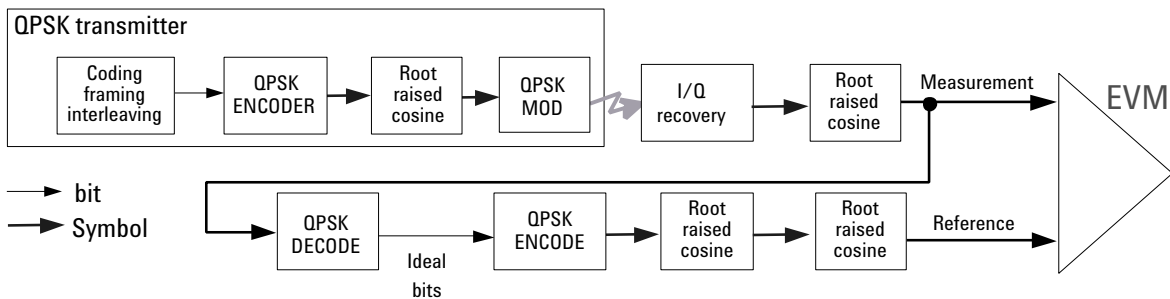 QPSK transmitter
Coding
framing
interleaving
QPSK
ENCODER
Root
raised
cosine
QPSK
MOD
I/Q
recovery
Root
raised
cosine
Measurement
EVM
bit
Symbol
QPSK
DECODE
Ideal
bits
QPSK
ENCODE
Root
raised
cosine
Root
raised
cosine
Reference